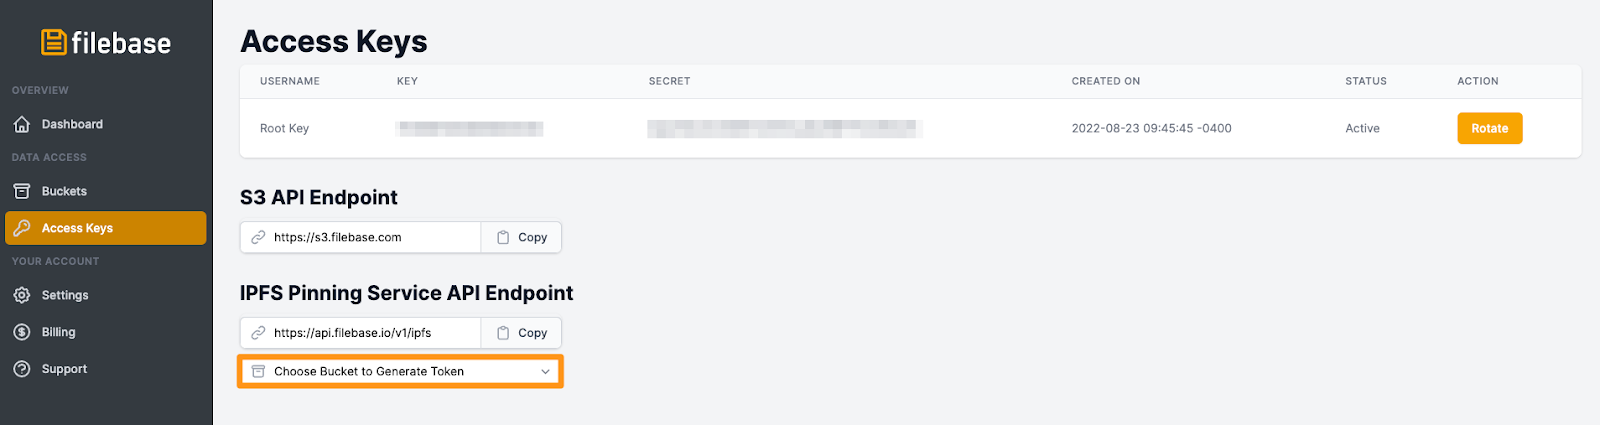 filebase
OVERVIEW
Dashboard
DATA ACCESS
Buckets
Access Keys
YOUR ACCOUNT
Settings
Billing
Support
Access Keys
USERNAME KEY SECRET CREATED ON STATUS ACTION
Root Key 2022-08-23 09:45:45 -0400 Active Rotate
S3 API Endpoint
https://s3.filebase.com Copy
IPFS Pinning Service API Endpoint
https://api.filebase.io/v1/ipfs Copy
Choose Bucket to Generate Token